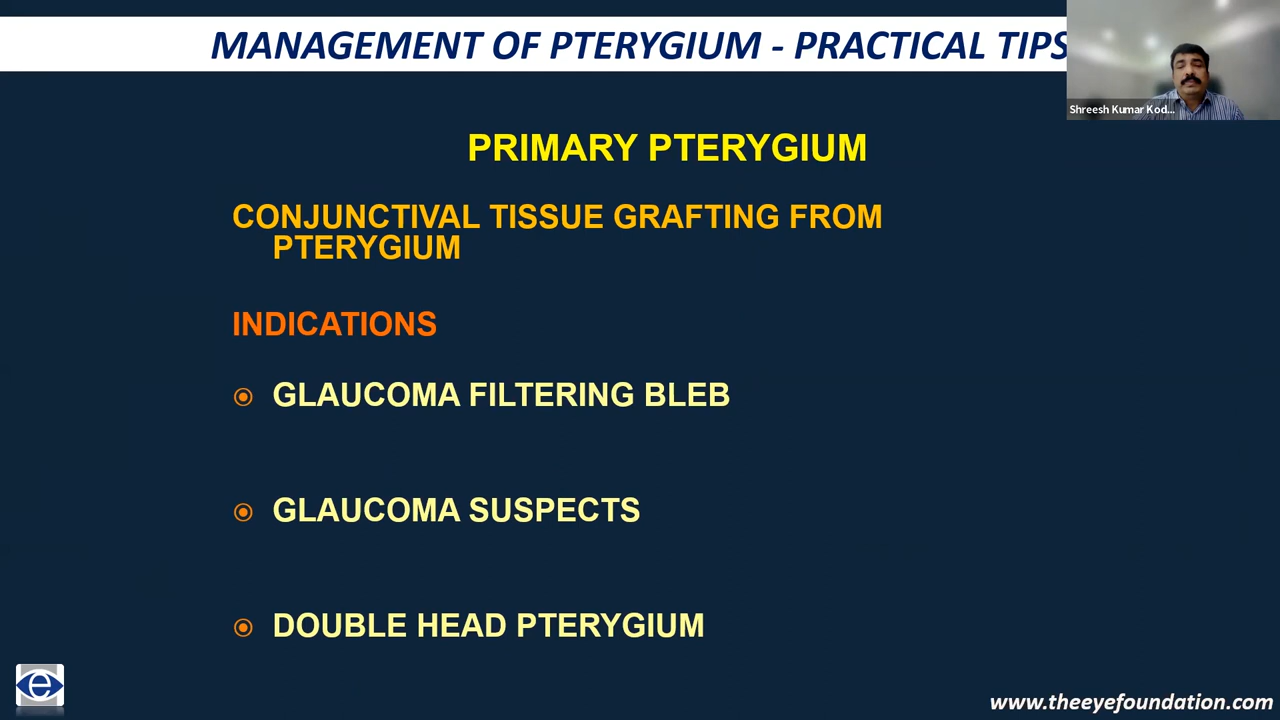 MANAGEMENT OF PTERYGIUM - PRACTICAL TIPS
Shreesh Kumar Kod...
PRIMARY PTERYGIUM
CONJUNCTIVAL TISSUE GRAFTING FROM
PTERYGIUM
INDICATIONS
GLAUCOMA FILTERING BLEB
GLAUCOMA SUSPECTS
DOUBLE HEAD PTERYGIUM
e
www.theeyefoundation.com